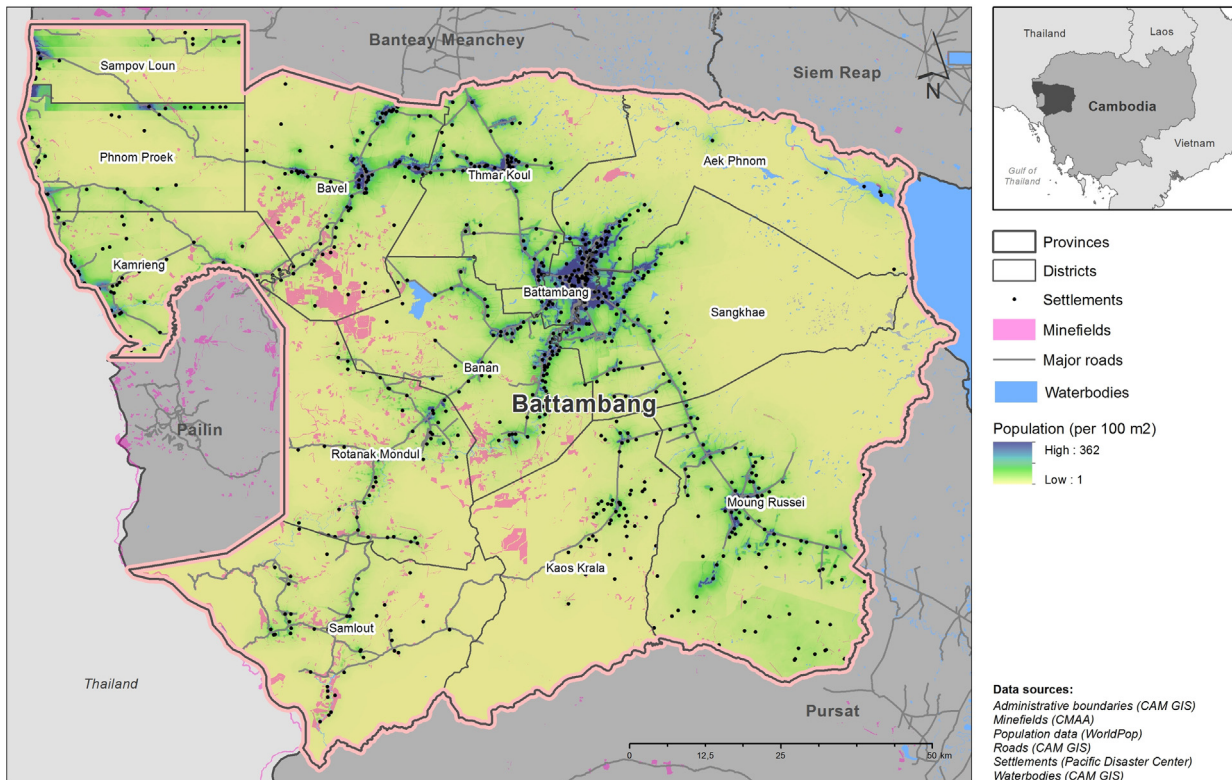 Banteay Meanchey
Siem Reap
N
Sampov Loun
Phnom Proek
Bavel
Thmar Koul
Aek Phnom
Kamrieng
Battambang
Sangkhae
Banan
Battambang
Pailin
Rotanak Mondul
Moung Russei
Kaos Krala
Samlout
Thailand
Pursat
0 12,5 25 50 km
Thailand
Laos
Cambodia
Vietnam
Gulf of
Thailand
Provinces
Districts
Settlements
Minefields
Major roads
Waterbodies
Population (per 100 m2)
High : 362
Low : 1
Data sources:
Administrative boundaries (CAM GIS)
Minefields (CMAA)
Population data (WorldPop)
Roads (CAM GIS)
Settlements (Pacific Disaster Center)
Waterbodies (CAM GIS)